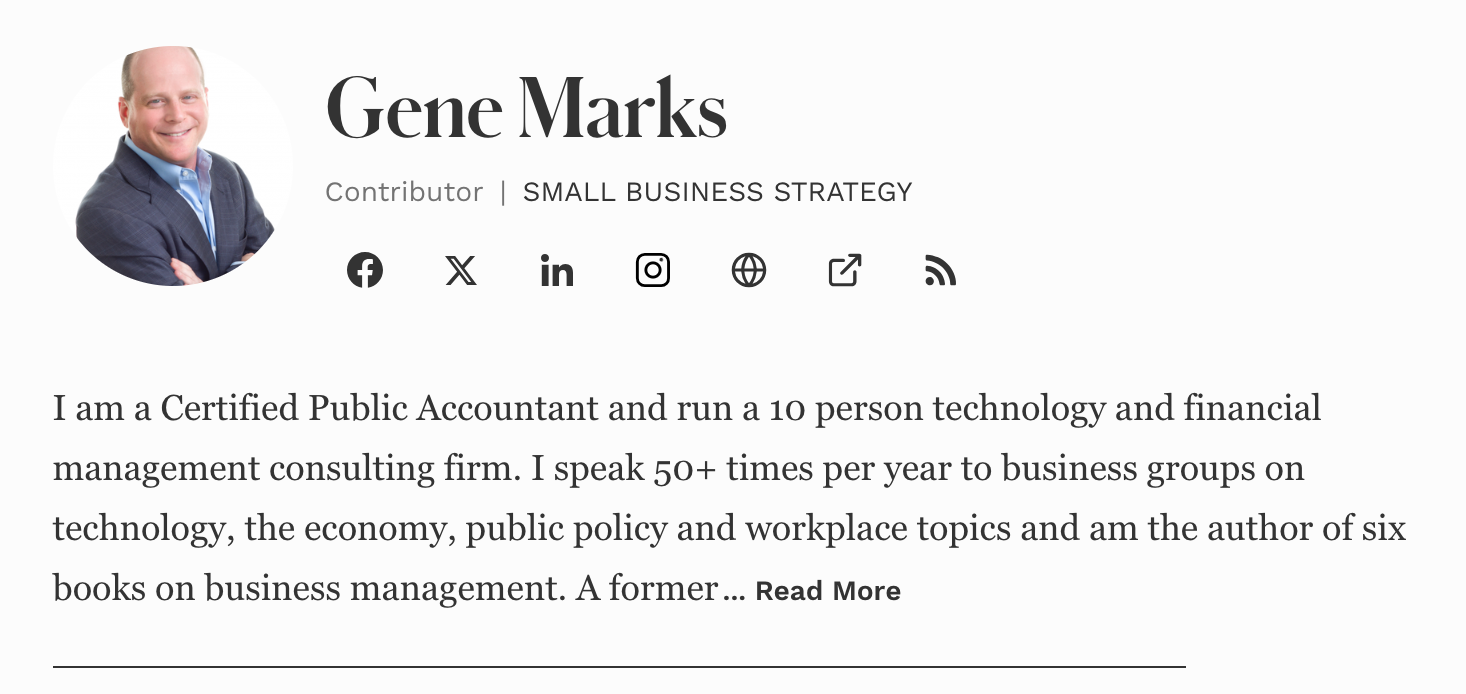 Gene Marks
Contributor | SMALL BUSINESS STRATEGY
I am a Certified Public Accountant and run a 10 person technology and financial
management consulting firm. I speak 50+ times per year to business groups on
technology, the economy, public policy and workplace topics and am the author of six
books on business management. A former... Read More